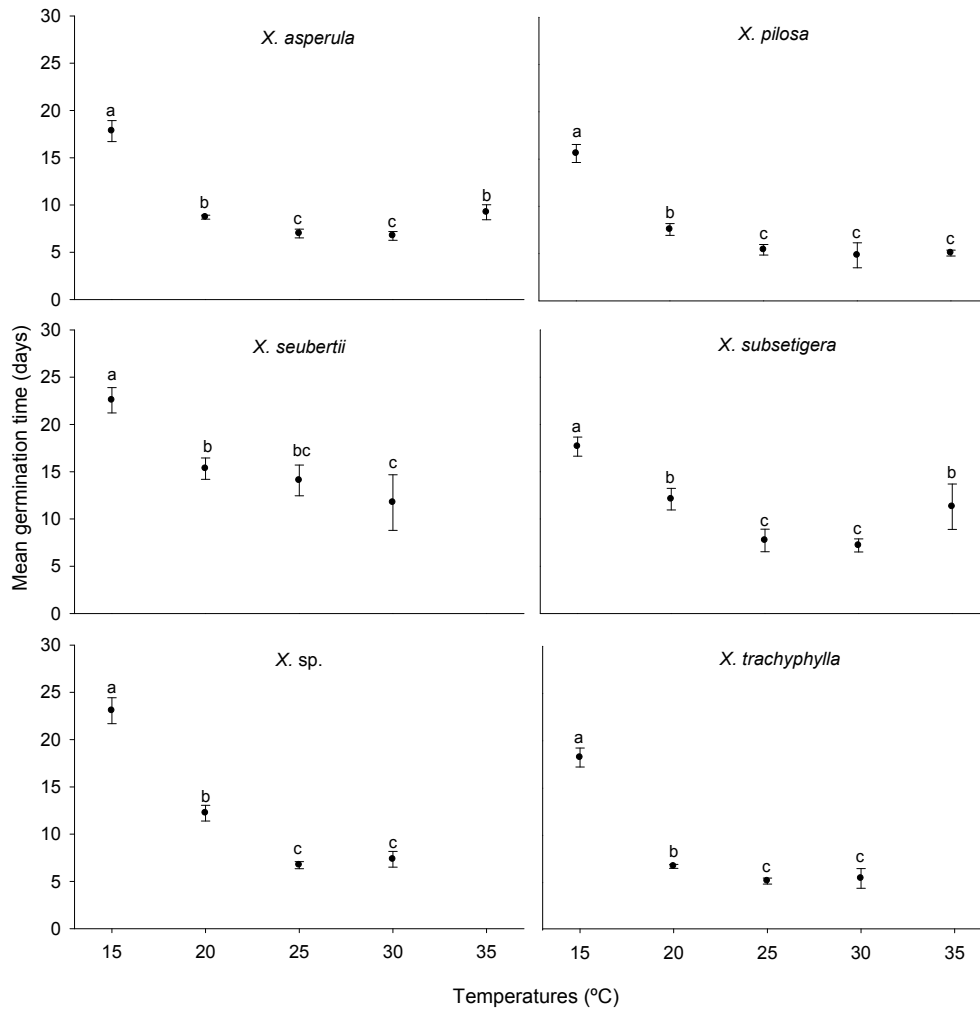 Mean germination time (days)
X. asperula
30
25
20
15
10
5
0
a
b
c
c
b
X. pilosa
a
b
c
c
c
X. seubertii
30
25
20
15
10
5
0
a
b
bc
c
X. subsetigera
a
b
c
c
b
X. sp.
30
25
20
15
10
5
0
a
b
c
c
15 20 25 30 35
X. trachyphylla
a
b
c
c
15 20 25 30 35
Temperatures (ºC)